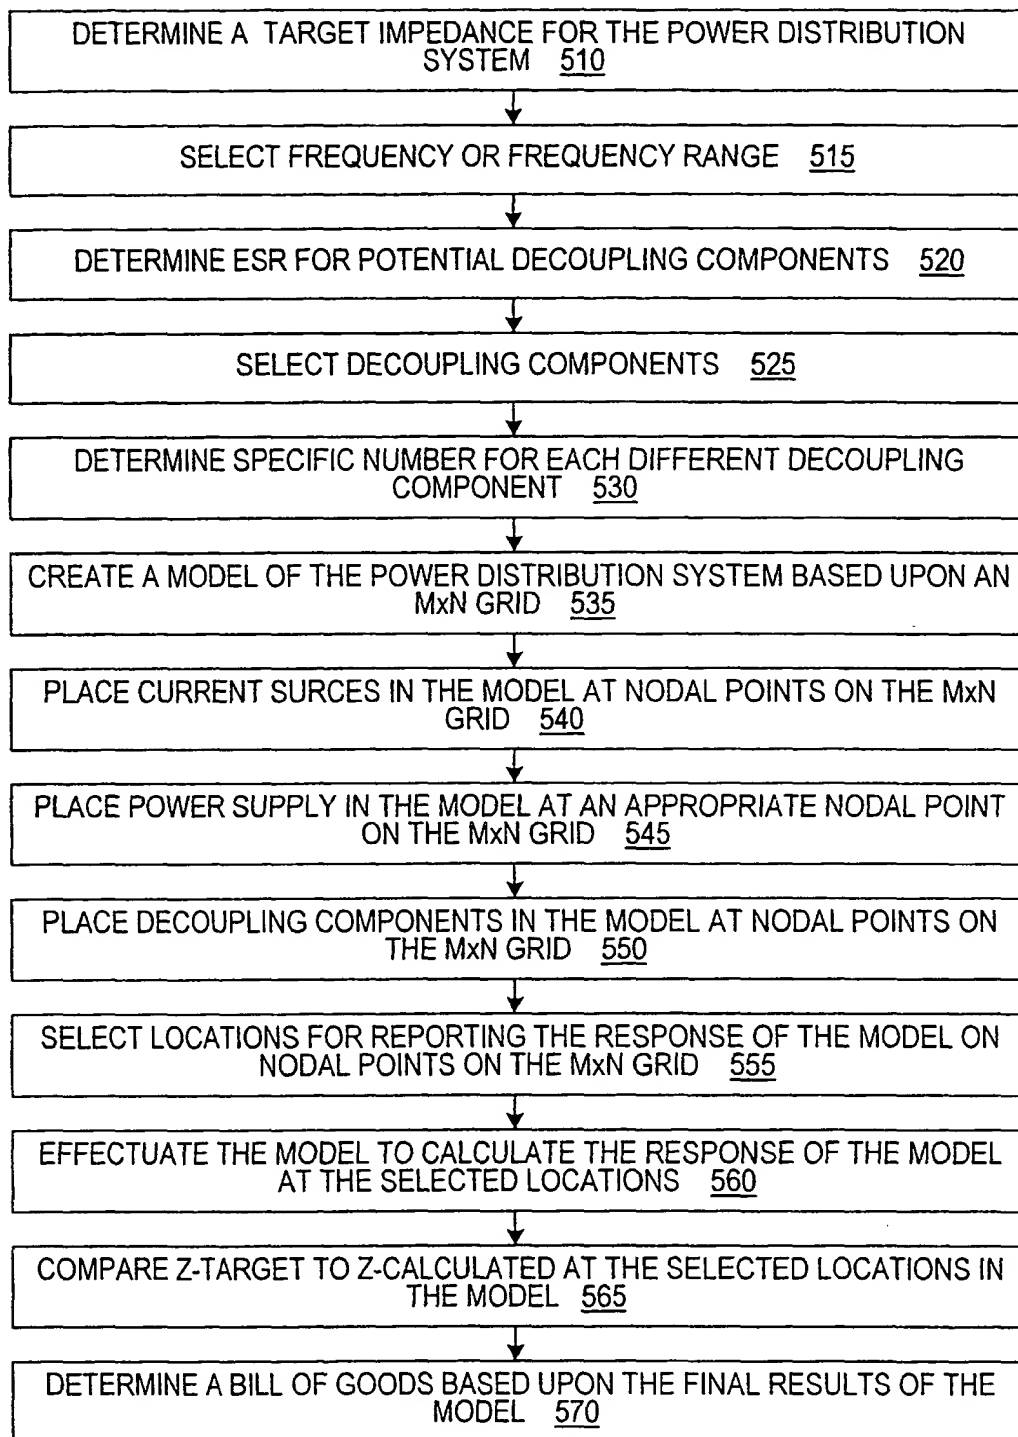 DETERMINE A TARGET IMPEDANCE FOR THE POWER DISTRIBUTION
SYSTEM 510
SELECT FREQUENCY OR FREQUENCY RANGE 515
DETERMINE ESR FOR POTENTIAL DECOUPLING COMPONENTS 520
SELECT DECOUPLING COMPONENTS 525
DETERMINE SPECIFIC NUMBER FOR EACH DIFFERENT DECOUPLING
COMPONENT 530
CREATE A MODEL OF THE POWER DISTRIBUTION SYSTEM BASED UPON AN
MxN GRID 535
PLACE CURRENT SURCES IN THE MODEL AT NODAL POINTS ON THE MxN
GRID 540
PLACE POWER SUPPLY IN THE MODEL AT AN APPROPRIATE NODAL POINT
ON THE MxN GRID 545
PLACE DECOUPLING COMPONENTS IN THE MODEL AT NODAL POINTS ON
THE MxN GRID 550
SELECT LOCATIONS FOR REPORTING THE RESPONSE OF THE MODEL ON
NODAL POINTS ON THE MxN GRID 555
EFFECTUATE THE MODEL TO CALCULATE THE RESPONSE OF THE MODEL
AT THE SELECTED LOCATIONS 560
COMPARE Z-TARGET TO Z-CALCULATED AT THE SELECTED LOCATIONS IN
THE MODEL 565
DETERMINE A BILL OF GOODS BASED UPON THE FINAL RESULTS OF THE
MODEL 570